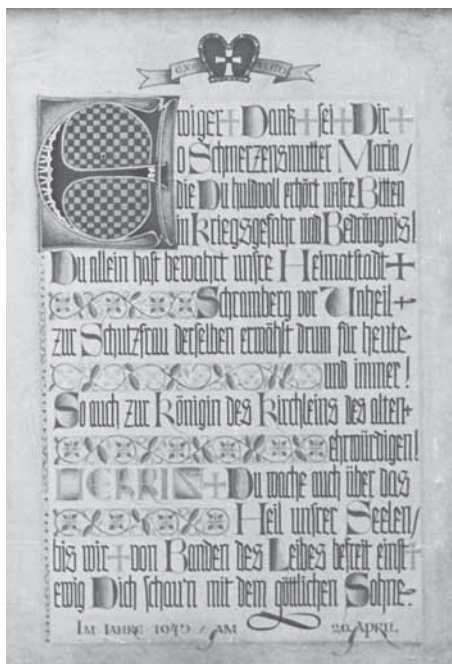 Ewiger + Dank + sei + Dir +
o Schmerzensmutter Maria /
die Du huldvoll erhört unsre Bitten
in Kriegsgefahr und Bedrängnis!
Du allein hast bewahrt unsre Heimatstadt +
Schramberg vor Unheil +
zur Schutzfrau derselben erwählt drum für heute
und immer!
So auch zur Königin des Kirchleins des alten +
ehrwürdigen!
HERRIN + Du wache auch über das
Heil unsrer Seelen /
bis wir + von Banden des Leibes befreit einst +
ewig Dich schau'n mit dem göttlichen Sohne.
IM JAHRE 1945 / AM 20. APRIL